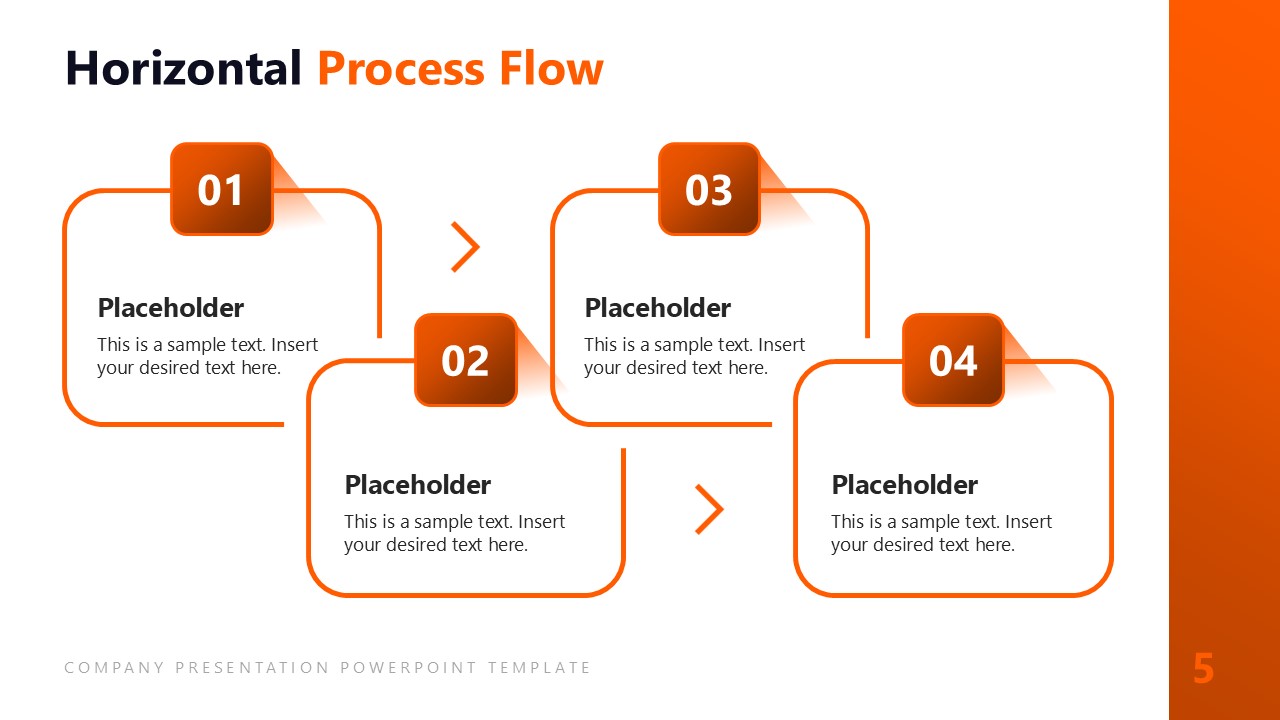 Horizontal Process Flow
01
Placeholder
This is a sample text. Insert
your desired text here.
02
Placeholder
This is a sample text. Insert
your desired text here.
03
Placeholder
This is a sample text. Insert
your desired text here.
04
Placeholder
This is a sample text. Insert
your desired text here.
COMPANY PRESENTATION POWERPOINT TEMPLATE
5